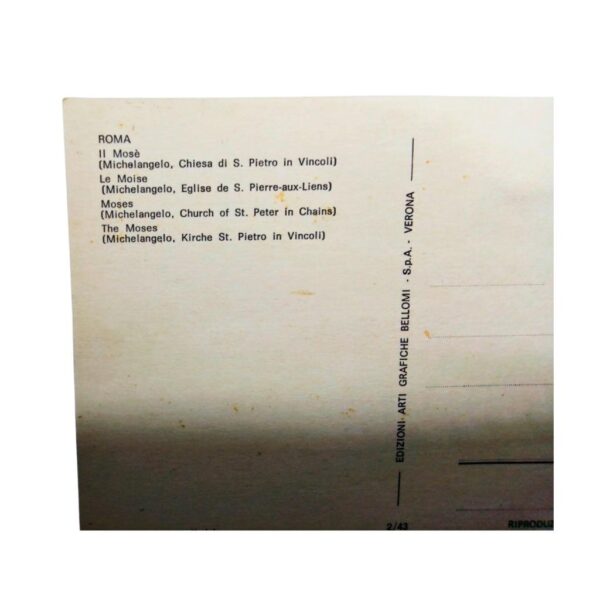 ROMA
Il Mosè
(Michelangelo, Chiesa di S. Pietro in Vincoli)
Le Moise
(Michelangelo, Eglise de S. Pierre-aux-Liens)
Moses
(Michelangelo, Church of St. Peter in Chains)
The Moses
(Michelangelo, Kirche St. Pietro in Vincoli)
EDIZIONI ARTI GRAFICHE BELLOMI - S.p.A. - VERONA
2/43
RIPRODUZ